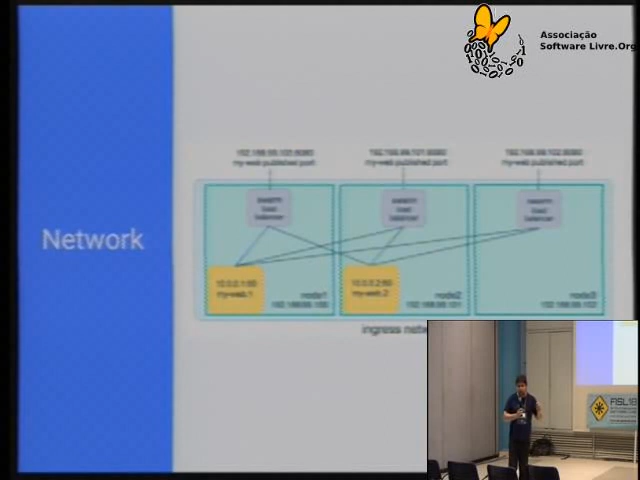 Associação
Software Livre.Org
Network
192.168.99.100:8080
my-web published port
192.168.99.101:8080
my-web published port
192.168.99.102:8080
my-web published port
swarm
load
balancer
swarm
load
balancer
swarm
load
balancer
10.0.0.1:80
my-web.1
node1
192.168.99.100
10.0.0.2:80
my-web.2
node2
192.168.99.101
node3
192.168.99.102
ingress
FISL18